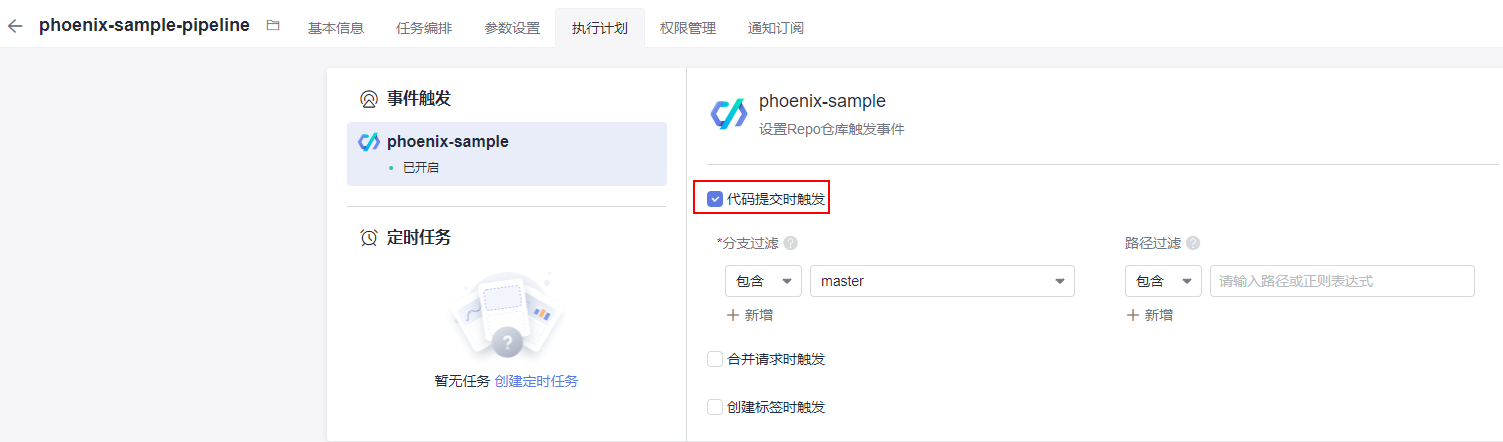 phoenix-sample-pipeline 基本信息 任务编排 参数设置 执行计划 权限管理 通知订阅
事件触发
phoenix-sample
已开启
定时任务
暂无任务 创建定时任务
phoenix-sample
设置Repo仓库触发事件
代码提交时触发
*分支过滤 ? 路径过滤 ?
包含 master 包含 请输入路径或正则表达式
+ 新增 + 新增
合并请求时触发
创建标签时触发